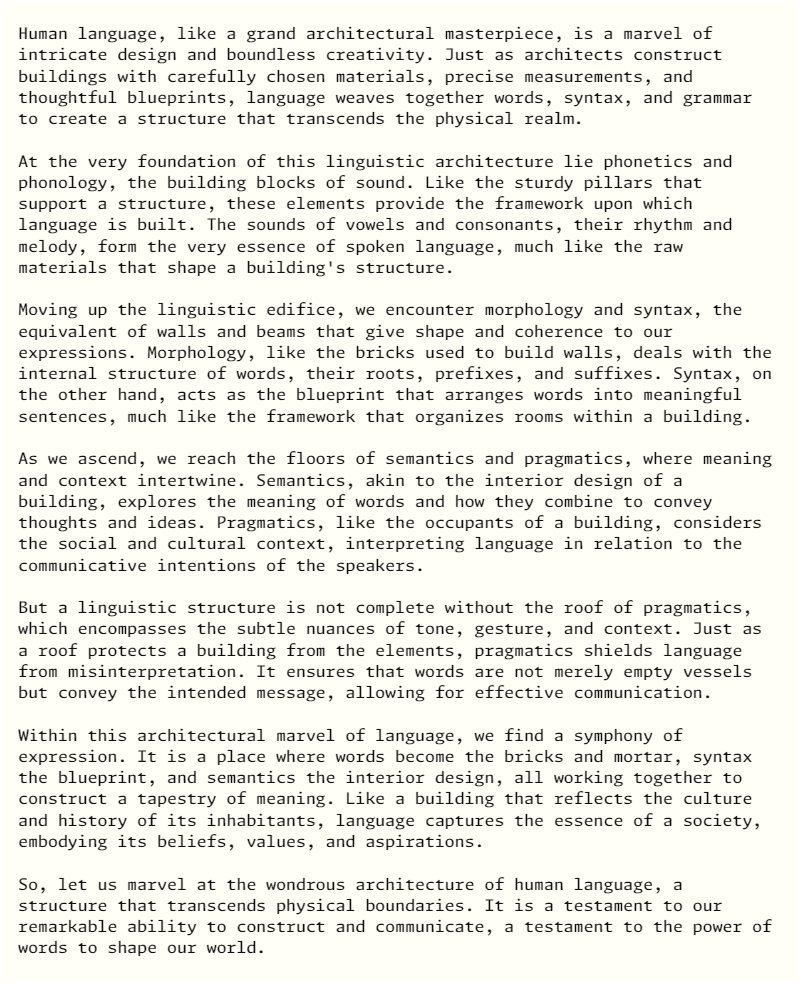 Human language, like a grand architectural masterpiece, is a marvel of
intricate design and boundless creativity. Just as architects construct
buildings with carefully chosen materials, precise measurements, and
thoughtful blueprints, language weaves together words, syntax, and grammar
to create a structure that transcends the physical realm.

At the very foundation of this linguistic architecture lie phonetics and
phonology, the building blocks of sound. Like the sturdy pillars that
support a structure, these elements provide the framework upon which
language is built. The sounds of vowels and consonants, their rhythm and
melody, form the very essence of spoken language, much like the raw
materials that shape a building's structure.

Moving up the linguistic edifice, we encounter morphology and syntax, the
equivalent of walls and beams that give shape and coherence to our
expressions. Morphology, like the bricks used to build walls, deals with the
internal structure of words, their roots, prefixes, and suffixes. Syntax, on
the other hand, acts as the blueprint that arranges words into meaningful
sentences, much like the framework that organizes rooms within a building.

As we ascend, we reach the floors of semantics and pragmatics, where meaning
and context intertwine. Semantics, akin to the interior design of a
building, explores the meaning of words and how they combine to convey
thoughts and ideas. Pragmatics, like the occupants of a building, considers
the social and cultural context, interpreting language in relation to the
communicative intentions of the speakers.

But a linguistic structure is not complete without the roof of pragmatics,
which encompasses the subtle nuances of tone, gesture, and context. Just as
a roof protects a building from the elements, pragmatics shields language
from misinterpretation. It ensures that words are not merely empty vessels
but convey the intended message, allowing for effective communication.

Within this architectural marvel of language, we find a symphony of
expression. It is a place where words become the bricks and mortar, syntax
the blueprint, and semantics the interior design, all working together to
construct a tapestry of meaning. Like a building that reflects the culture
and history of its inhabitants, language captures the essence of a society,
embodying its beliefs, values, and aspirations.

So, let us marvel at the wondrous architecture of human language, a
structure that transcends physical boundaries. It is a testament to our
remarkable ability to construct and communicate, a testament to the power of
words to shape our world.